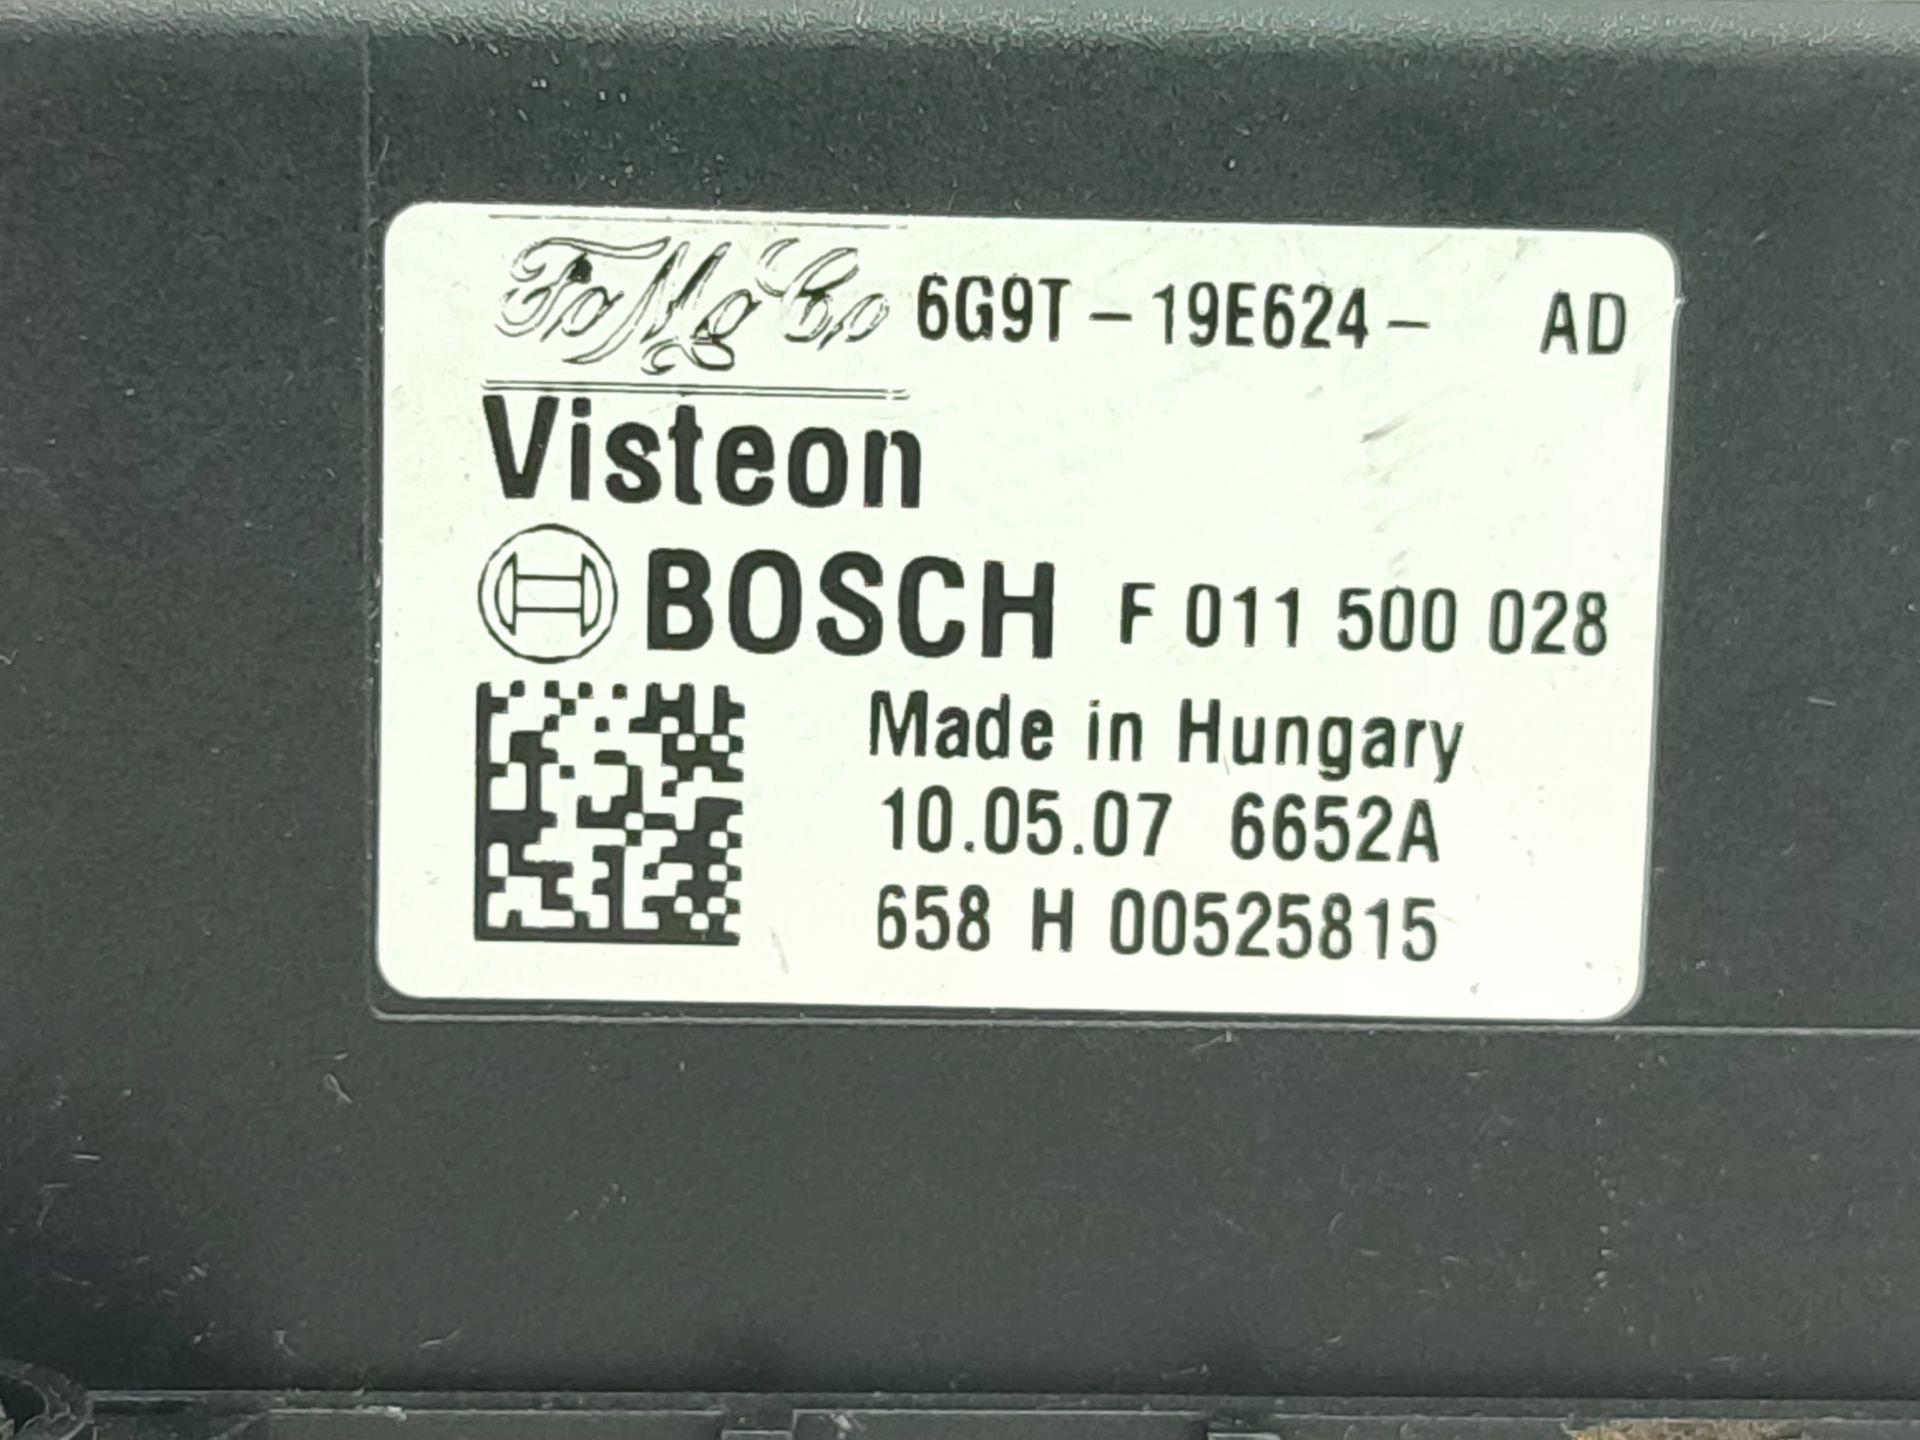 FoMoCo 6G9T - 19E624 - AD
Visteon
BOSCH F 011 500 028
Made in Hungary
10.05.07 6652A
658 H 00525815